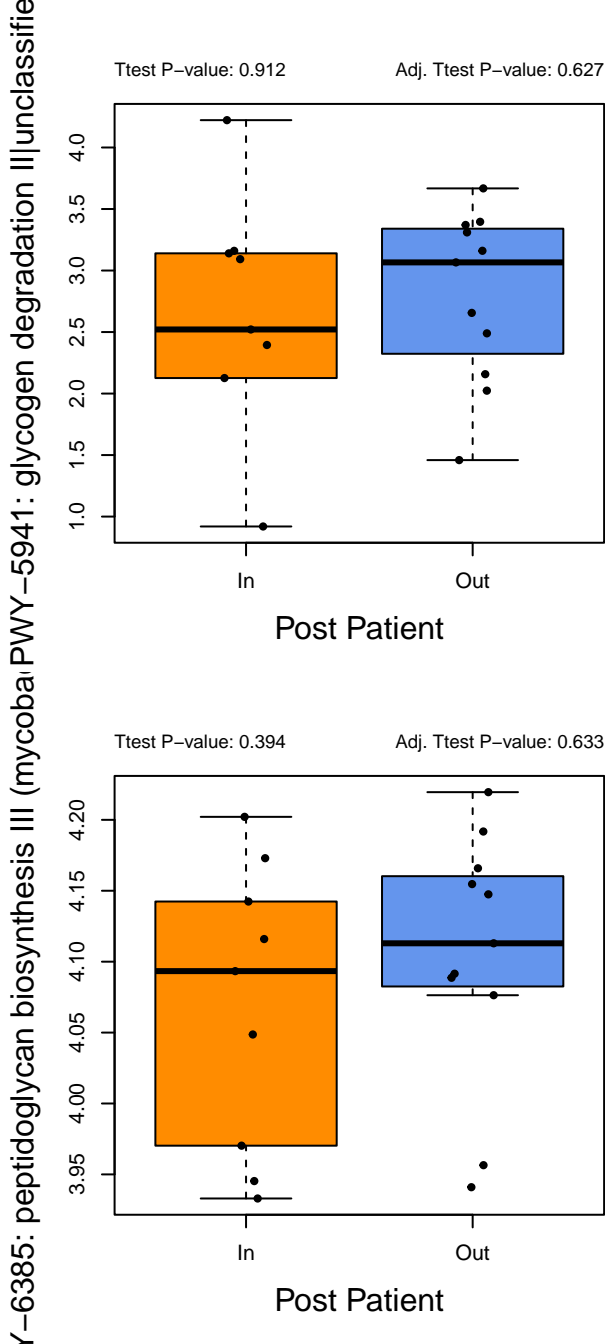 Ttest P−value: 0.912
Adj. Ttest P−value: 0.627
PWY−5941: glycogen degradation II|unclassifie
4.0
3.5
3.0
2.5
2.0
1.5
1.0
In
Out
Post Patient
Ttest P−value: 0.394
Adj. Ttest P−value: 0.633
Y−6385: peptidoglycan biosynthesis III (mycoba
4.20
4.15
4.10
4.05
4.00
3.95
In
Out
Post Patient